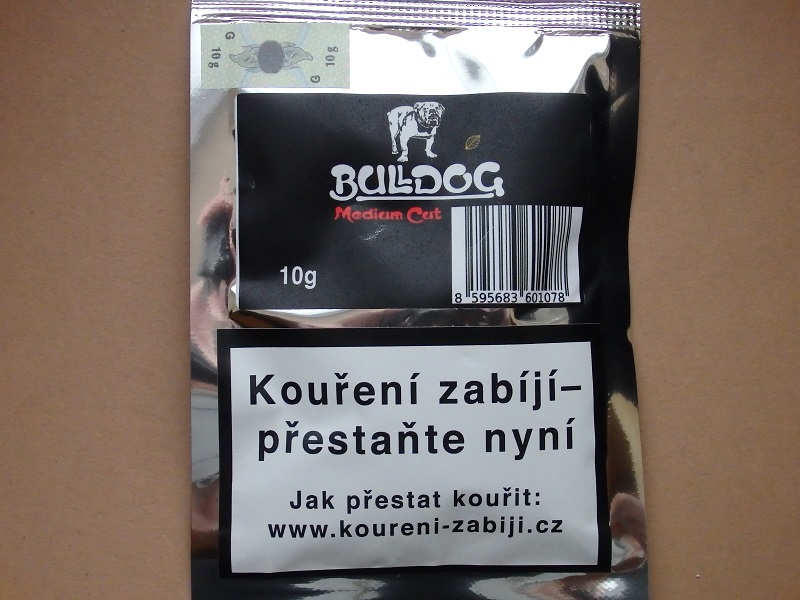 G 10g
G 10g
BULLDOG
Medium Cut
10g
8 595683 601078
Kouření zabíjí–
přestaňte nyní
Jak přestat kouřit:
www.koureni-zabiji.cz